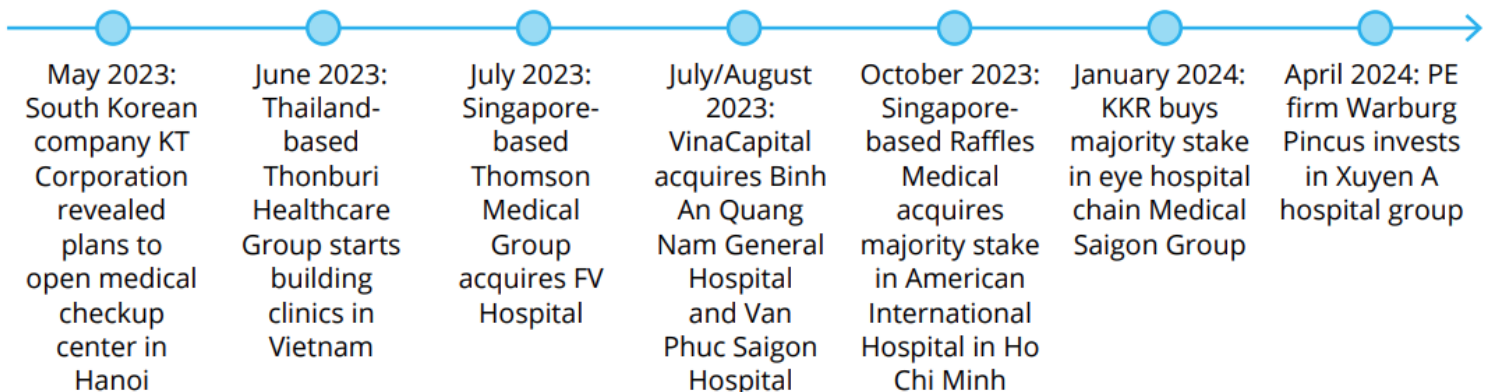 May 2023:
South Korean
company KT
Corporation
revealed
plans to
open medical
checkup
center in
Hanoi
June 2023:
Thailand-
based
Thonburi
Healthcare
Group starts
building
clinics in
Vietnam
July 2023:
Singapore-
based
Thomson
Medical
Group
acquires FV
Hospital
July/August
2023:
VinaCapital
acquires Binh
An Quang
Nam General
Hospital
and Van
Phuc Saigon
Hospital
October 2023:
Singapore-
based Raffles
Medical
acquires
majority stake
in American
International
Hospital in Ho
Chi Minh
January 2024:
KKR buys
majority stake
in eye hospital
chain Medical
Saigon Group
April 2024: PE
firm Warburg
Pincus invests
in Xuyen A
hospital group